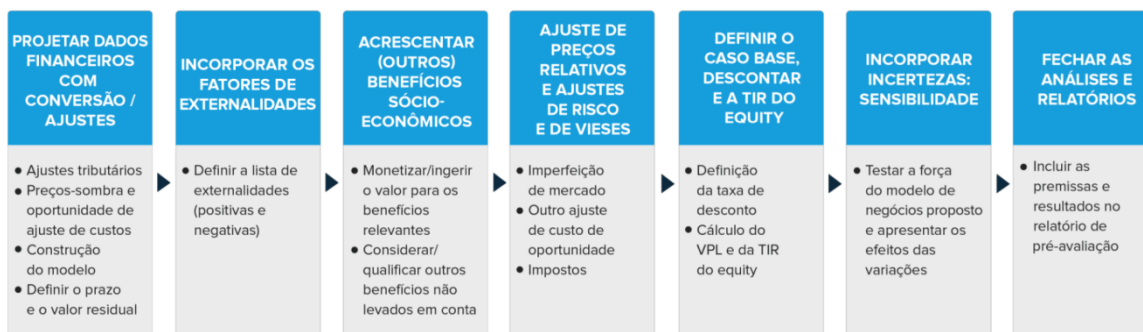 PROJETAR DADOS
FINANCEIROS
COM
CONVERSÃO /
AJUSTES
• Ajustes tributários
• Preços-sombra e
oportunidade de
ajuste de custos
• Construção
do modelo
• Definir o prazo
e o valor residual
INCORPORAR OS
FATORES DE
EXTERNALIDADES
• Definir a lista de
externalidades
(positivas e
negativas)
ACRESCENTAR
(OUTROS)
BENEFÍCIOS
SÓCIO-
ECONÔMICOS
• Monetizar/ingerir
o valor para os
benefícios
relevantes
• Considerar/
qualificar outros
benefícios não
levados em conta
AJUSTE DE
PREÇOS
RELATIVOS
E AJUSTES
DE RISCO
E DE VIESES
• Imperfeição
de mercado
• Outro ajuste
de custo de
oportunidade
• Impostos
DEFINIR O
CASO BASE,
DESCONTAR
E A TIR DO
EQUITY
• Definição
da taxa de
desconto
• Cálculo do
VPL e da TIR
do equity
INCORPORAR
INCERTEZAS:
SENSIBILIDADE
• Testar a força
do modelo de
negócios proposto
e apresentar os
efeitos das
variações
FECHAR AS
ANÁLISES E
RELATÓRIOS
• Incluir as
premissas e
resultados no
relatório de
pré-avaliação